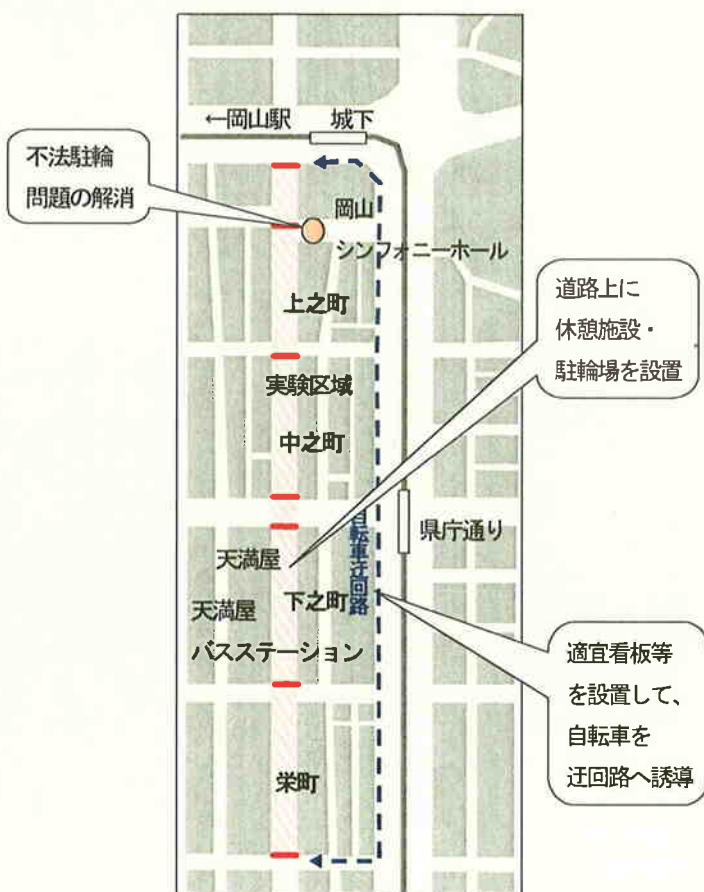 ←岡山駅 城下
不法駐輪
問題の解消
岡山
シンフォニーホール
上之町
道路上に
休憩施設・
駐輪場を設置
実験区域
中之町
自転車迂回路
県庁通り
天満屋
下之町
天満屋
バスステーション
適宜看板等
を設置して、
自転車を
迂回路へ誘導
栄町